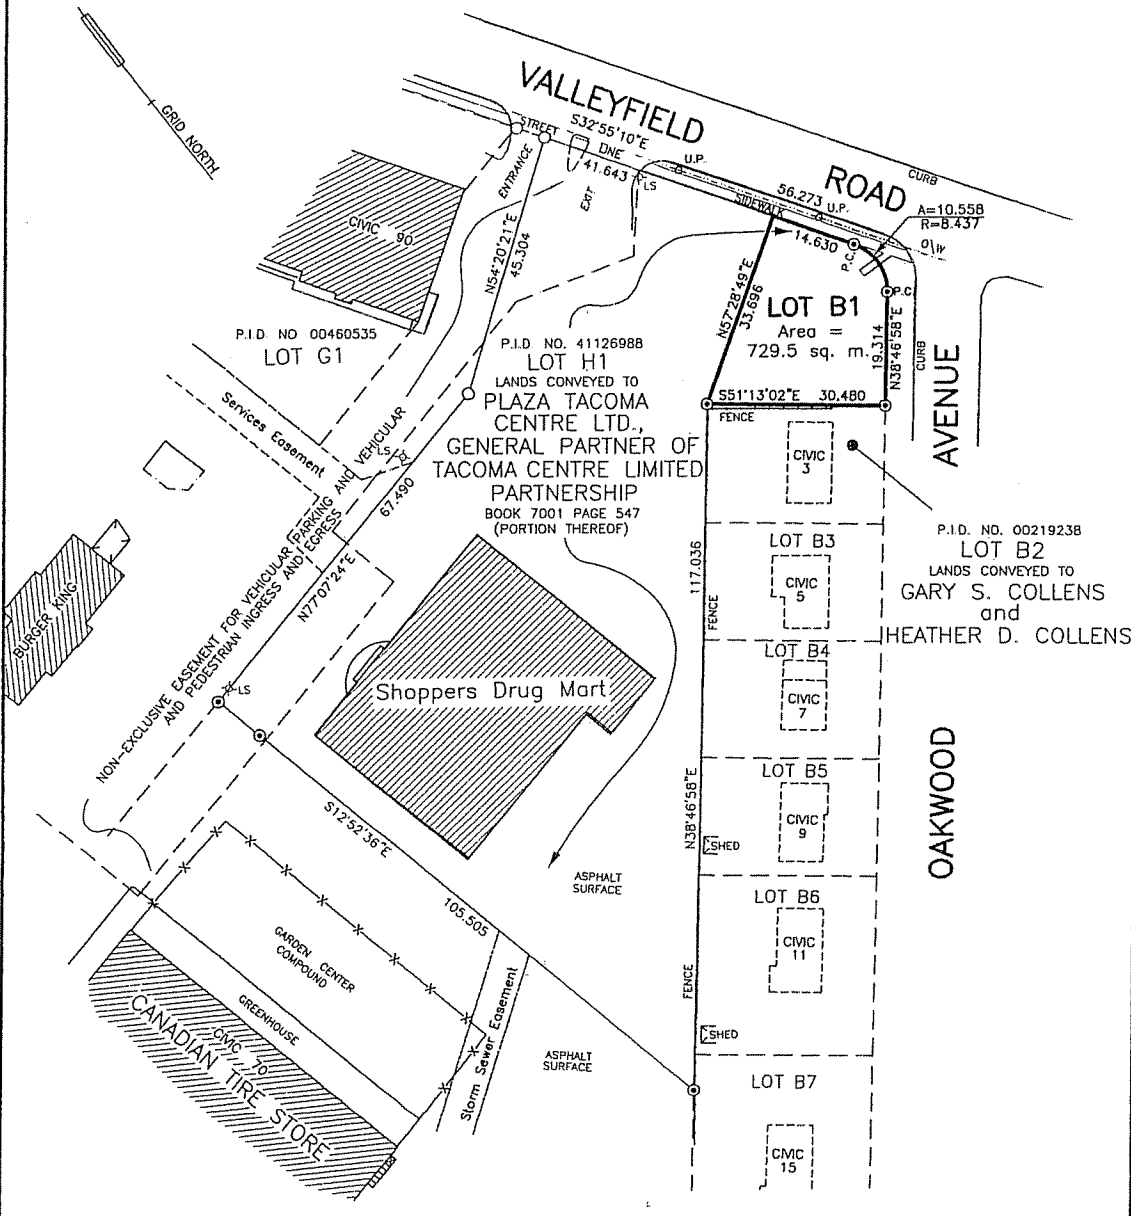 GRID NORTH
VALLEYFIELD
ROAD
STREET
S32°55'10"E
LINE
41.643
U.P.
LS
SIDEWALK
56.273
U.P.
CURB
A=10.558
R=8.437
O/W
14.630
P.C.
P.C.
ENTRANCE
EXIT
CIVIC 90
N54°20'21"E
45.304
N57°28'49"E
33.696
LOT B1
Area =
729.5 sq. m.
19.314
N38°46'58"E
CURB
AVENUE
P.I.D. NO 00460535
LOT G1
P.I.D. NO. 41126988
LOT H1
LANDS CONVEYED TO
PLAZA TACOMA
CENTRE LTD.,
GENERAL PARTNER OF
TACOMA CENTRE LIMITED
PARTNERSHIP
BOOK 7001 PAGE 547
(PORTION THEREOF)
S51°13'02"E 30.480
FENCE
Services Easement
LS
67.490
N77°07'24"E
NON-EXCLUSIVE EASEMENT FOR VEHICULAR PARKING AND VEHICULAR
AND PEDESTRIAN INGRESS AND EGRESS
CIVIC
3
P.I.D. NO. 00219238
LOT B2
LANDS CONVEYED TO
GARY S. COLLENS
and
HEATHER D. COLLENS
LOT B3
CIVIC
5
117.036
FENCE
LOT B4
CIVIC
7
BURGER KING
LS
Shoppers Drug Mart
OAKWOOD
LOT B5
CIVIC
9
N38°46'58"E
SHED
S12°52'36"E
105.505
ASPHALT
SURFACE
LOT B6
CIVIC
11
FENCE
SHED
GARDEN CENTER
COMPOUND
GREENHOUSE
CIVIC 70
CANADIAN TIRE STORE
Storm Sewer Easement
ASPHALT
SURFACE
LOT B7
CIVIC
15